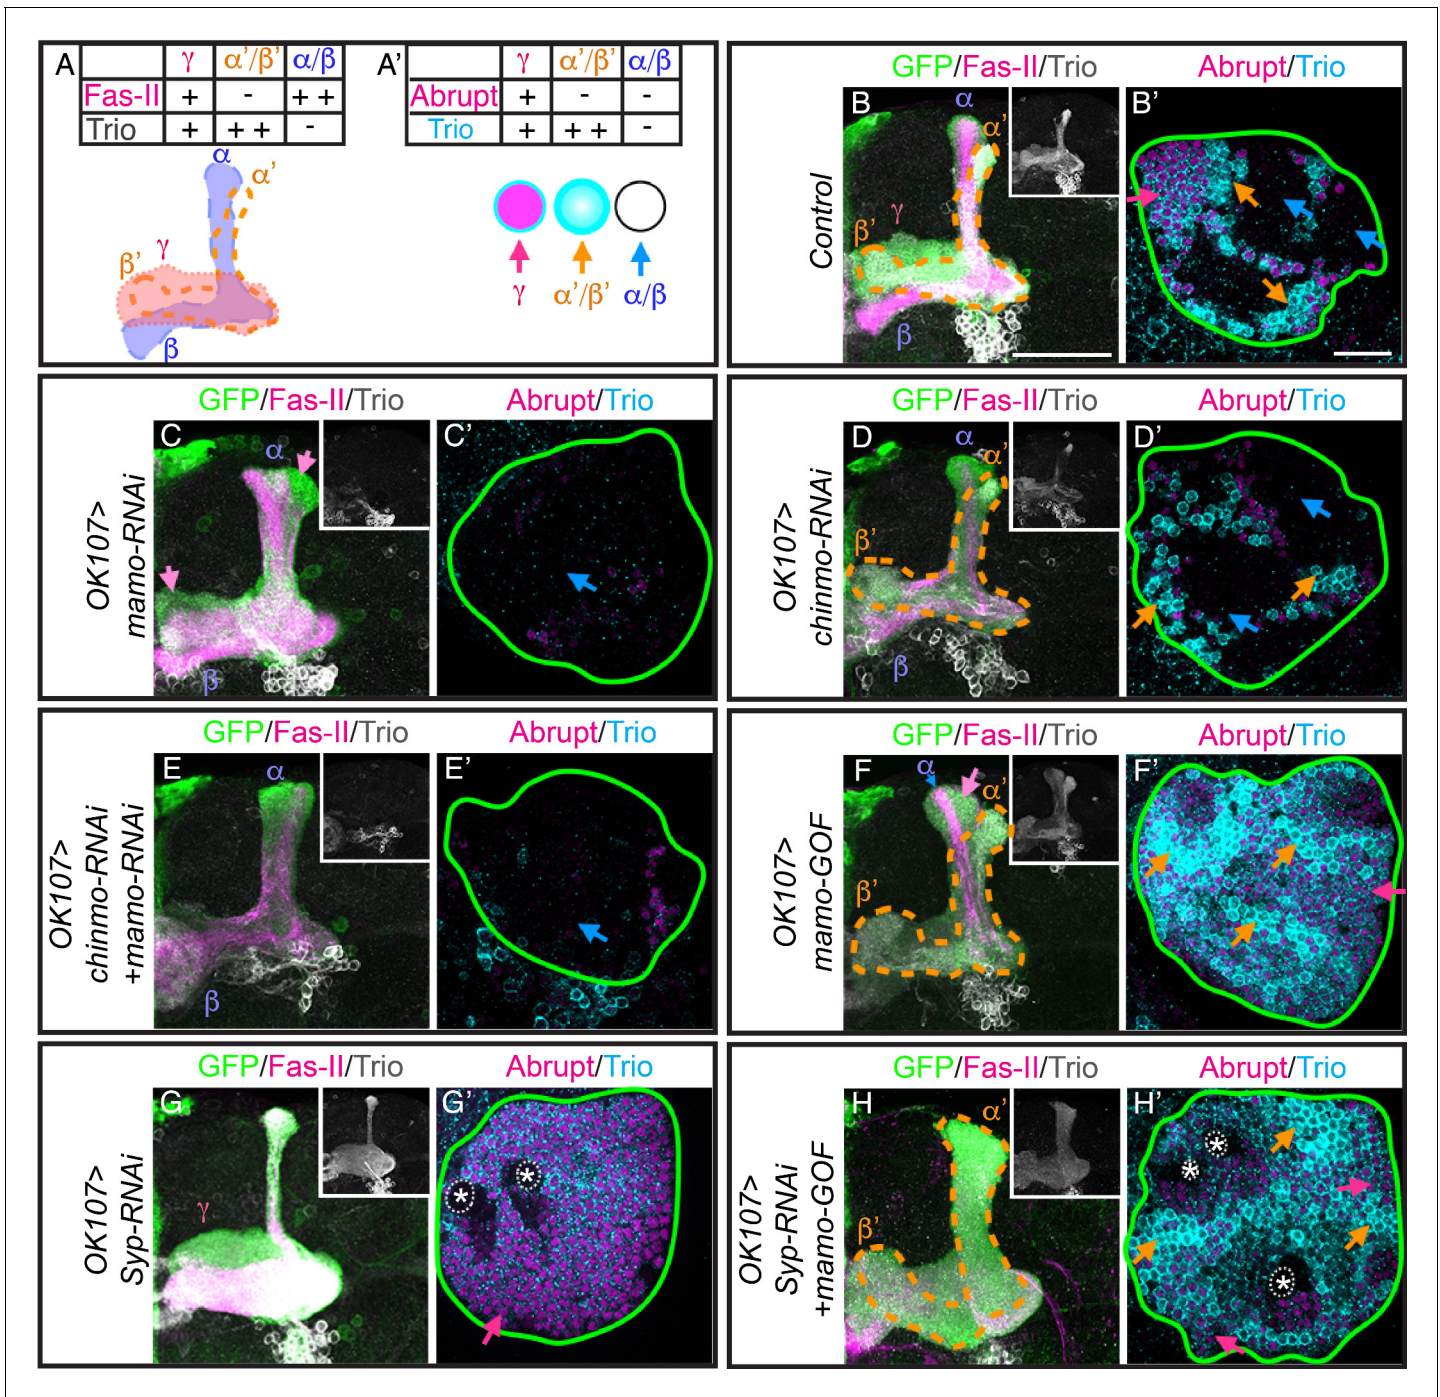 A
γ α’/β’ α/β
Fas-II + - + +
Trio + + + -
α
α’
γ
β’
β
A’
γ α’/β’ α/β
Abrupt + - -
Trio + + + -
γ α’/β’ α/β
Control
GFP/Fas-II/Trio Abrupt/Trio
B
α
α’
γ
β’
β
B’
OK107>
mamo-RNAi
GFP/Fas-II/Trio Abrupt/Trio
C
α
β
C’
OK107>
chinmo-RNAi
GFP/Fas-II/Trio Abrupt/Trio
D
α
α’
β’
β
D’
OK107>
chinmo-RNAi
+mamo-RNAi
GFP/Fas-II/Trio Abrupt/Trio
E
α
β
E’
OK107>
mamo-GOF
GFP/Fas-II/Trio Abrupt/Trio
F
α
α’
β’
F’
OK107>
Syp-RNAi
GFP/Fas-II/Trio Abrupt/Trio
G
γ
G’
* *
OK107>
Syp-RNAi
+mamo-GOF
GFP/Fas-II/Trio Abrupt/Trio
H
α’
β’
H’
* *
*